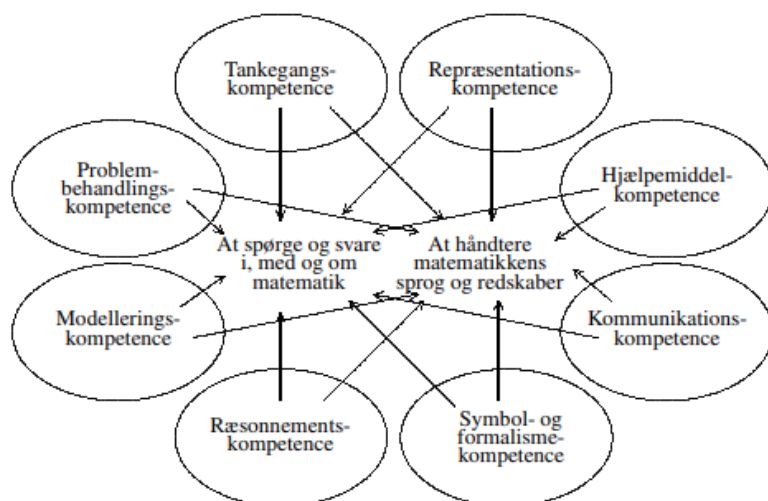 Tankegangs-
kompetence
Repræsentations-
kompetence
Problem-
behandlings-
kompetence
Hjælpemiddel-
kompetence
At spørge og svare
i, med og om
matematik
At håndtere
matematikkens
sprog og redskaber
Modellerings-
kompetence
Kommunikations-
kompetence
Ræsonnements-
kompetence
Symbol- og
formalisme-
kompetence